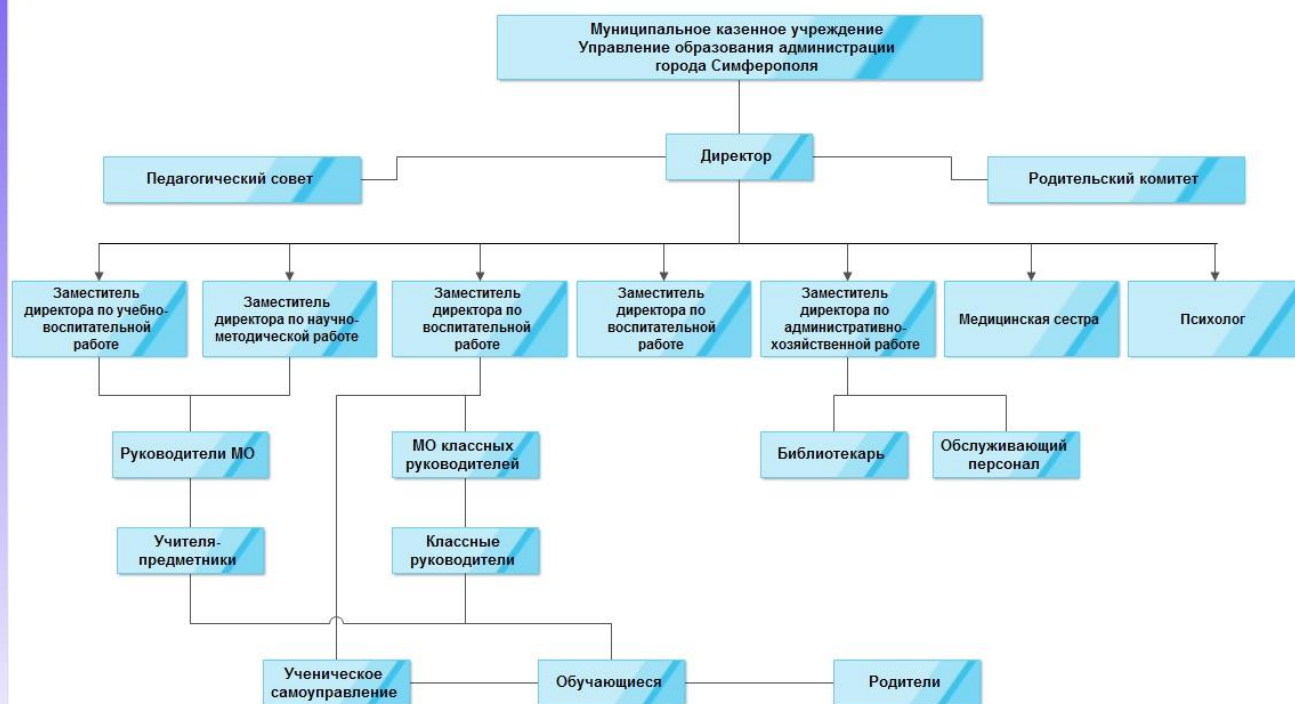 Муниципальное казенное учреждение
Управление образования администрации
города Симферополя
Директор
Педагогический совет
Родительский комитет
Заместитель
директора по учебно-
воспитательной
работе
Заместитель
директора по научно-
методической работе
Заместитель
директора по
воспитательной
работе
Заместитель
директора по
воспитательной
работе
Заместитель
директора по
административно-
хозяйственной работе
Медицинская сестра
Психолог
Руководители МО
МО классных
руководителей
Библиотекарь
Обслуживающий
персонал
Учителя-
предметники
Классные
руководители
Ученическое
самоуправление
Обучающиеся
Родители